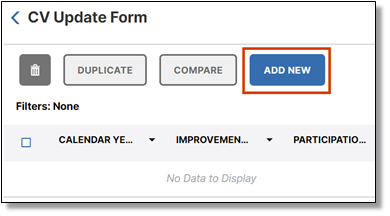 CV Update Form
DUPLICATE COMPARE ADD NEW
Filters: None
CALENDAR YE... IMPROVEMEN... PARTICIPATIO...
No Data to Display